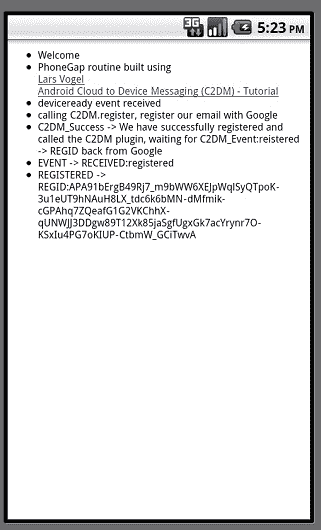 3G 5:23 PM
Welcome
PhoneGap routine built using
Lars Vogel
Android Cloud to Device Messaging (C2DM) - Tutorial
deviceready event received
calling C2DM.register, register our email with Google
C2DM_Success -> We have successfully registered and
called the C2DM plugin, waiting for C2DM_Event:reistered
-> REGID back from Google
EVENT -> RECEIVED:registered
REGISTERED ->
REGID:APA91bErgB49Rj7_m9bWW6XEJpWqISyQTpoK-
3u1eUT9hNAuH8LX_tdc6k6bMN-dMfmik-
cGPAhq7ZQeafG1G2VKChhX-
qUNWJJ3DDgw89T12Xk85jaSgfUgxGk7acYrynr7O-
KSxIu4PG7oKIUP-CtbmW_GCiTwvA